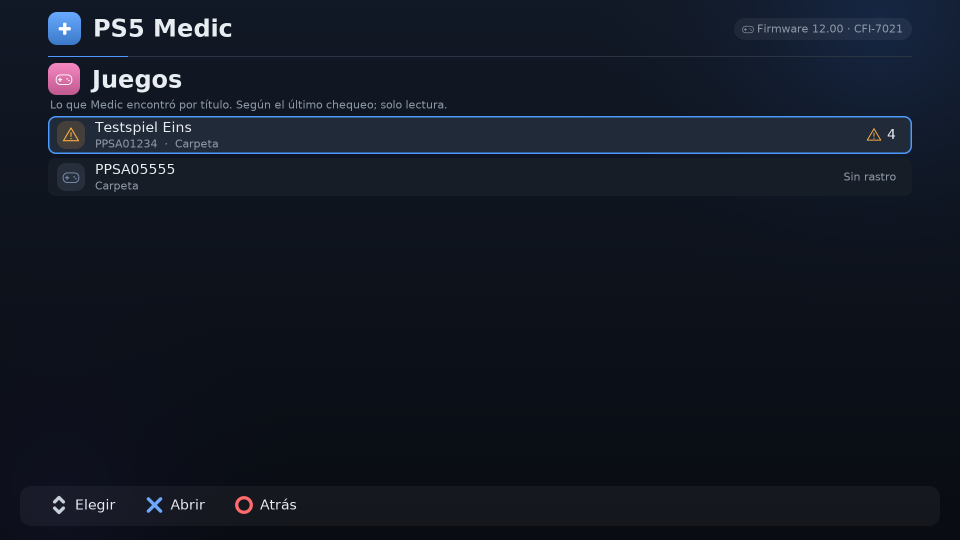 PS5 Medic
Firmware 12.00 · CFI-7021
Juegos
Lo que Medic encontró por título. Según el último chequeo; solo lectura.
Testspiel Eins
4
PPSA01234 · Carpeta
PPSA05555
Sin rastro
Carpeta
Elegir Abrir Atrás